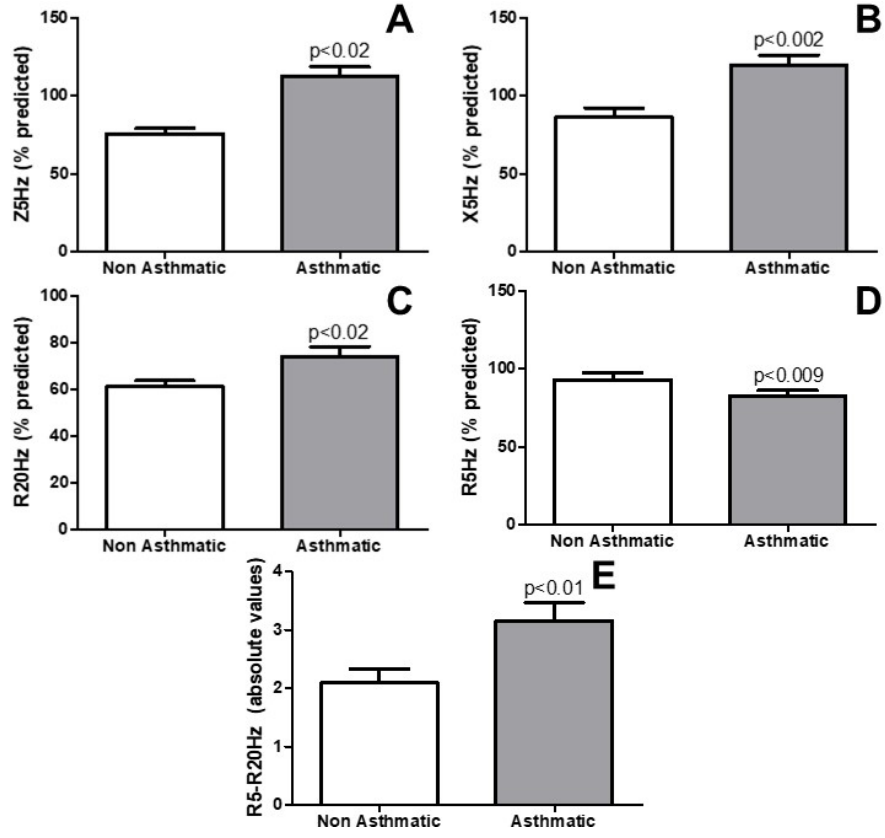 A
Z5Hz (% predicted)
150
100
50
0
p<0.02
Non Asthmatic
Asthmatic
B
X5Hz (% predicted)
150
100
50
0
p<0.002
Non Asthmatic
Asthmatic
C
R20Hz (% predicted)
100
80
60
40
20
0
p<0.02
Non Asthmatic
Asthmatic
D
R5Hz (% predicted)
150
100
50
0
p<0.009
Non Asthmatic
Asthmatic
E
R5-R20Hz (absolute values)
4
3
2
1
0
p<0.01
Non Asthmatic
Asthmatic